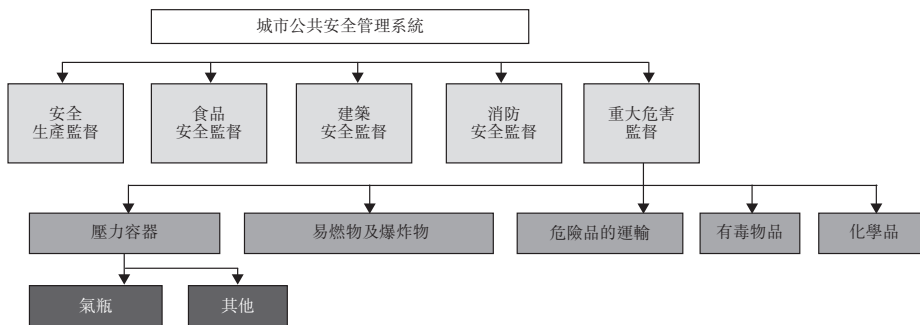 城市公共安全管理系統
安全
生產監督
食品
安全監督
建築
安全監督
消防
安全監督
重大危害
監督
壓力容器
易燃物及爆炸物
危險品的運輸
有毒物品
化學品
氣瓶
其他